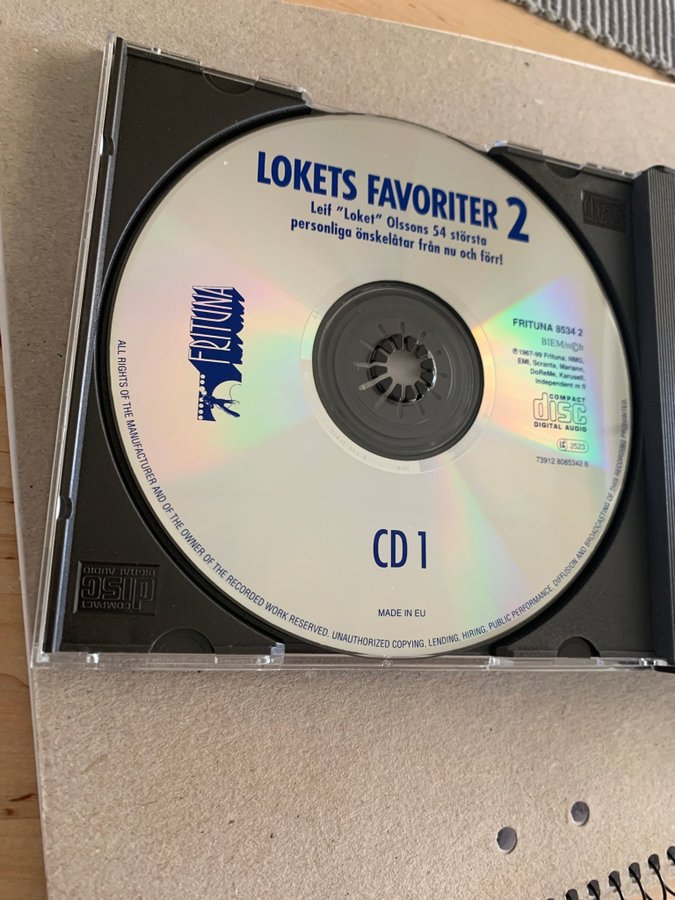 LOKETS FAVORITER 2
Leif "Loket" Olssons 54 största
personliga önskelåtar från nu och förr!
FRITUNA
FRITUNA 8534 2
BIEM/n©b
℗1967-99 Frituna, NMG,
EMI, Scranta, Mariann,
DoReMe, Karusell,
Independent m fl
COMPACT
disc
DIGITAL AUDIO
LC 2523
73912 8085342 8
CD 1
MADE IN EU
ALL RIGHTS OF THE MANUFACTURER AND OF THE OWNER OF THE RECORDED WORK RESERVED. UNAUTHORIZED COPYING, LENDING, HIRING, PUBLIC PERFORMANCE, DIFFUSION AND BROADCASTING OF THIS RECORDING PROHIBITED.
COMPACT
disc
DIGITAL AUDIO